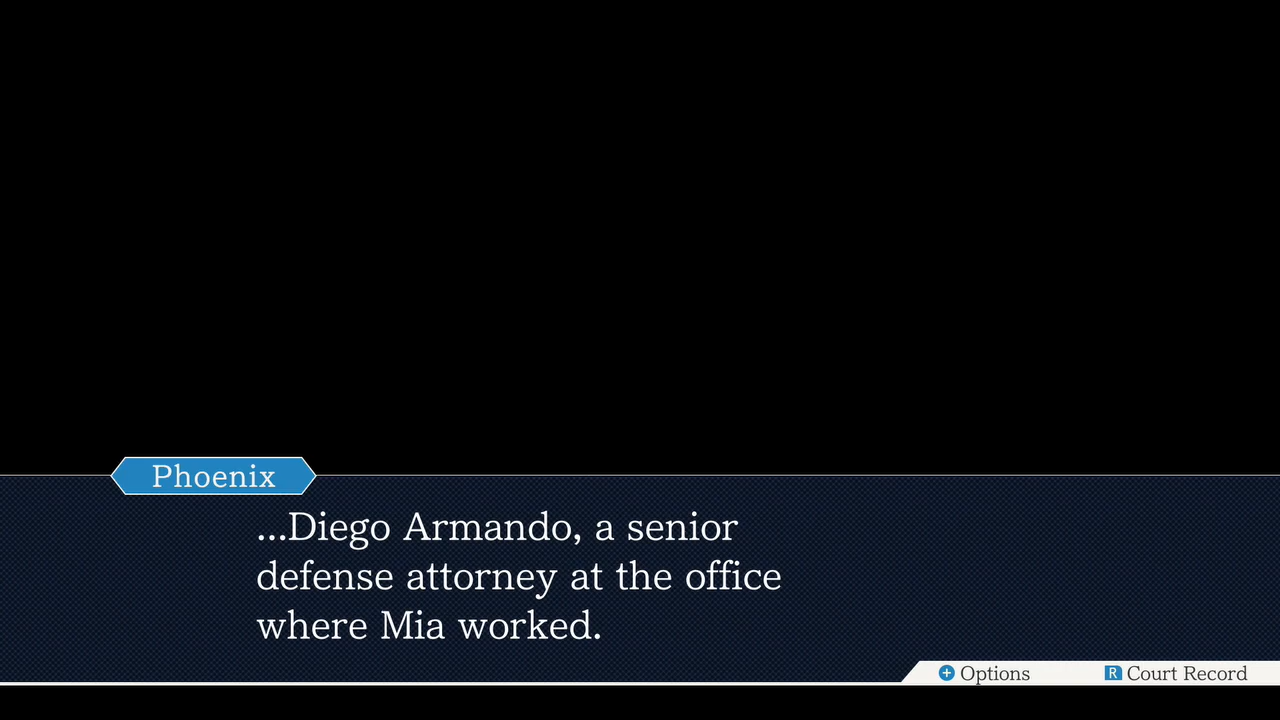 Phoenix
...Diego Armando, a senior
defense attorney at the office
where Mia worked.
+ Options
R Court Record